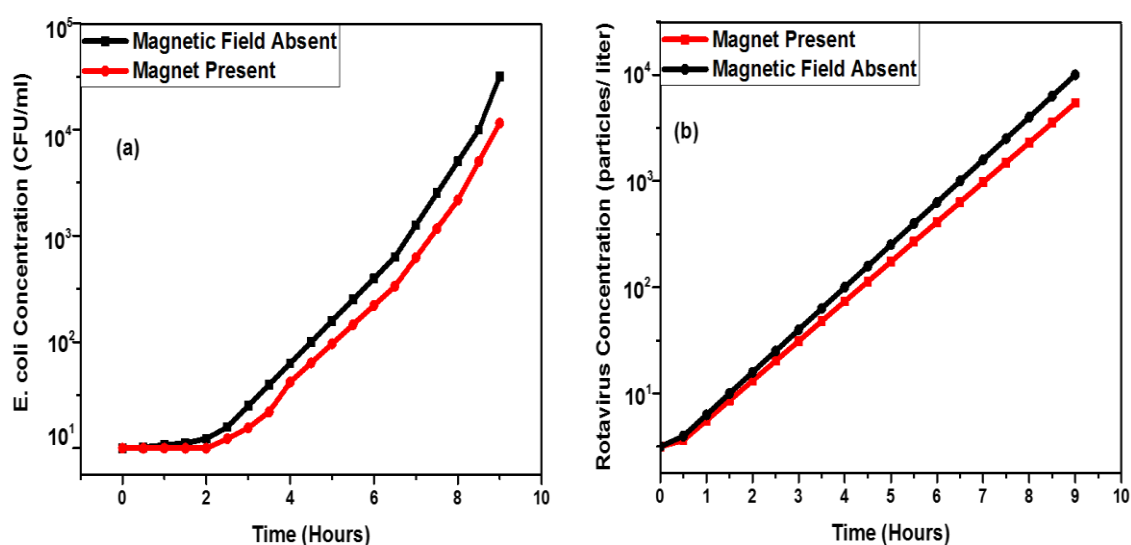 Magnetic Field Absent
Magnet Present
(a)
E. coli Concentration (CFU/ml)
10^5
10^4
10^3
10^2
10^1
0 2 4 6 8 10
Time (Hours)
Magnet Present
Magnetic Field Absent
(b)
Rotavirus Concentration (particles/ liter)
10^4
10^3
10^2
10^1
0 1 2 3 4 5 6 7 8 9 10
Time (Hours)